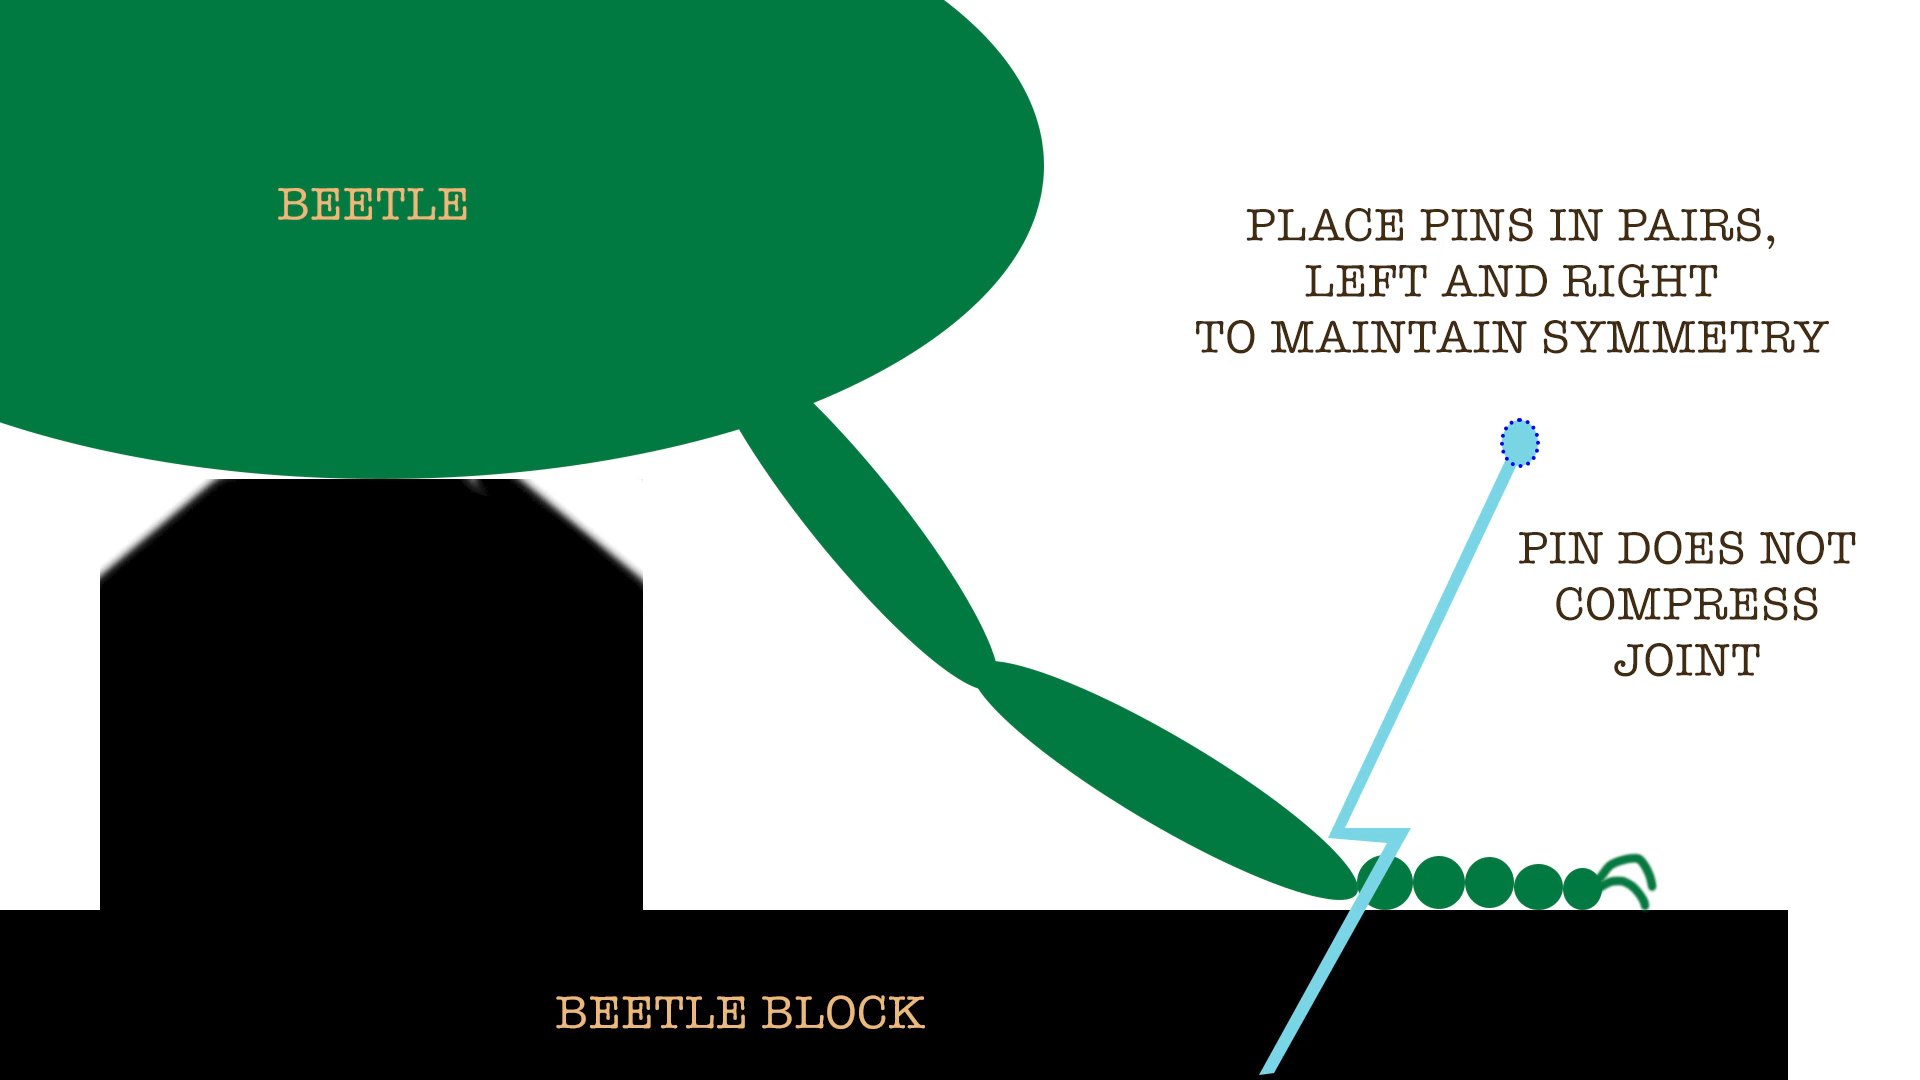 BEETLE
PLACE PINS IN PAIRS,
LEFT AND RIGHT
TO MAINTAIN SYMMETRY
PIN DOES NOT
COMPRESS
JOINT
BEETLE BLOCK